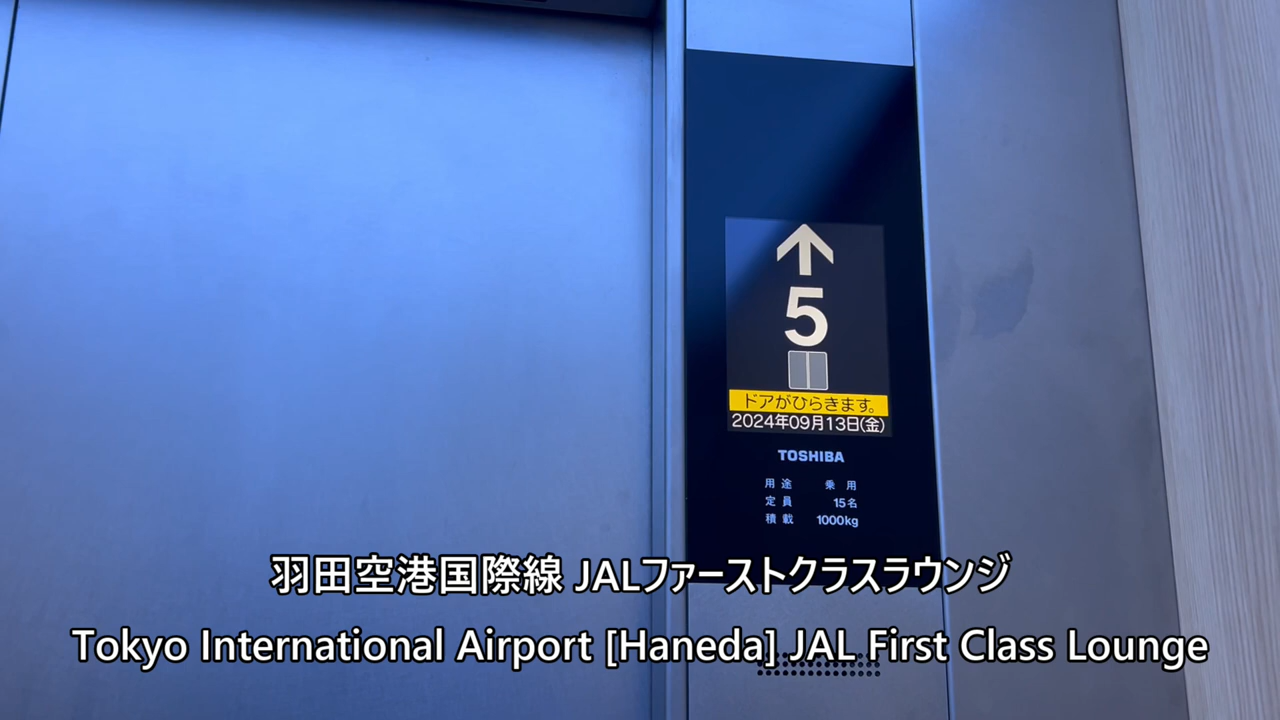 5
ドアがひらきます。
2024年09月13日(金)
TOSHIBA
用途 乗用
定員 15名
積載 1000kg
羽田空港国際線 JALファーストクラスラウンジ
Tokyo International Airport [Haneda] JAL First Class Lounge